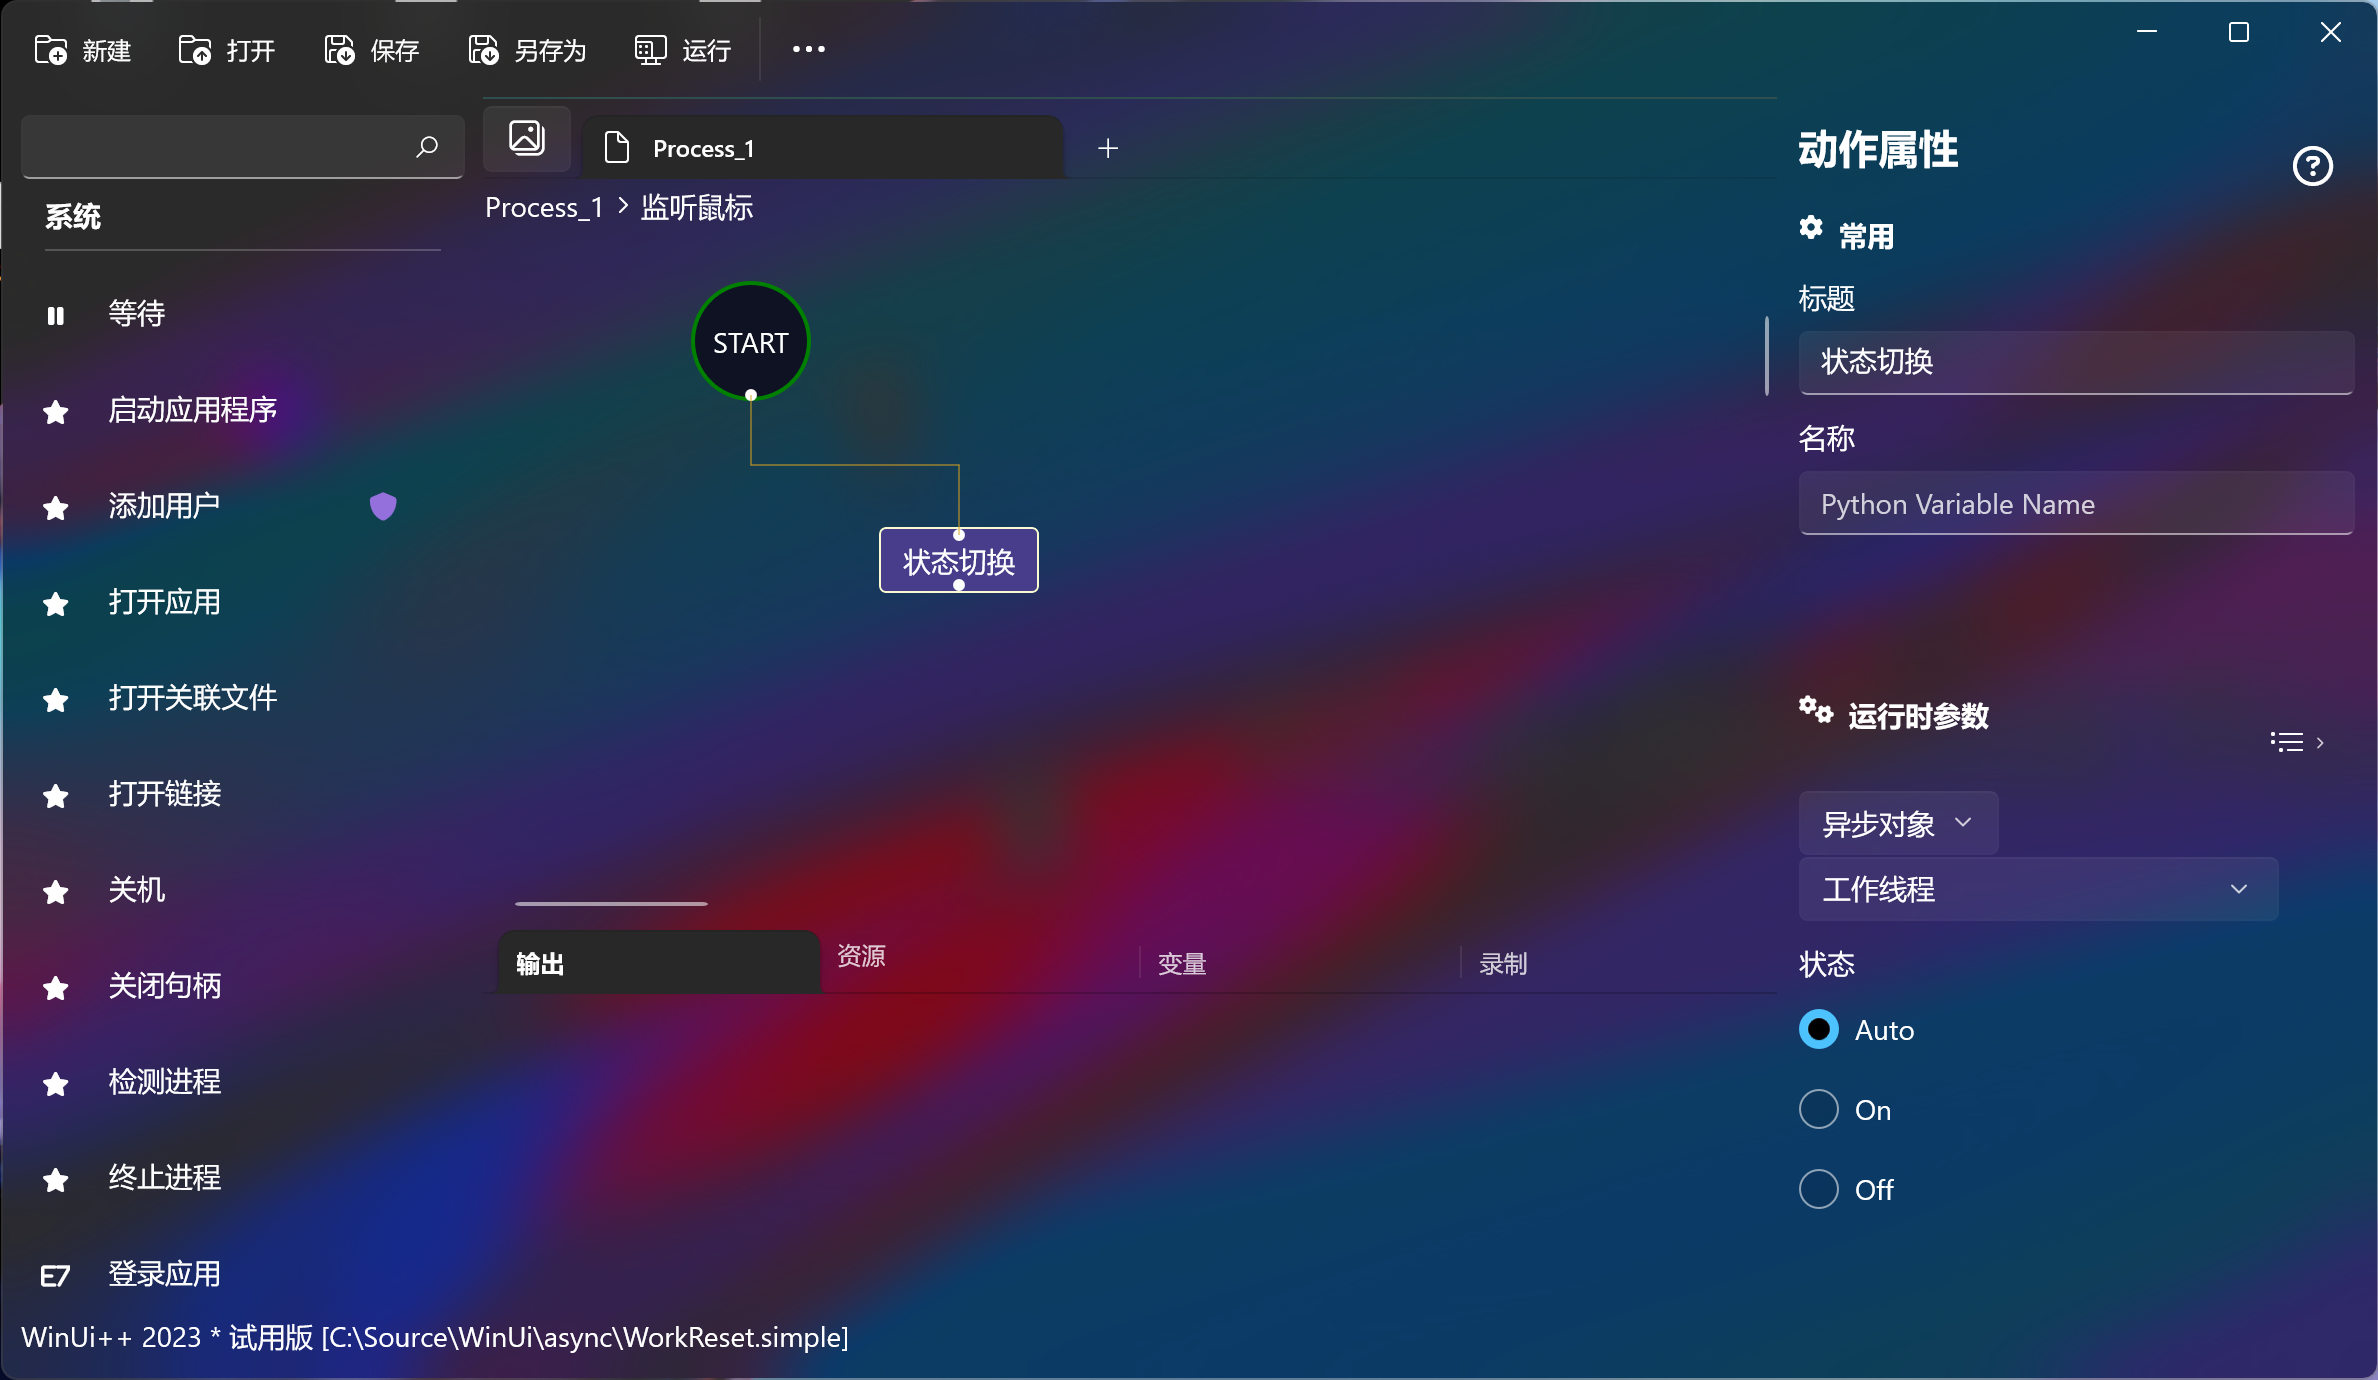 新建 打开 保存 另存为 运行
Process_1
Process_1 > 监听鼠标
系统
等待
启动应用程序
添加用户
打开应用
打开关联文件
打开链接
关机
关闭句柄
检测进程
终止进程
E7 登录应用
START
状态切换
输出 资源 变量 录制
动作属性
常用
标题
状态切换
名称
Python Variable Name
运行时参数
异步对象
工作线程
状态
Auto
On
Off
WinUi++ 2023 * 试用版 [C:\Source\WinUi\async\WorkReset.simple]